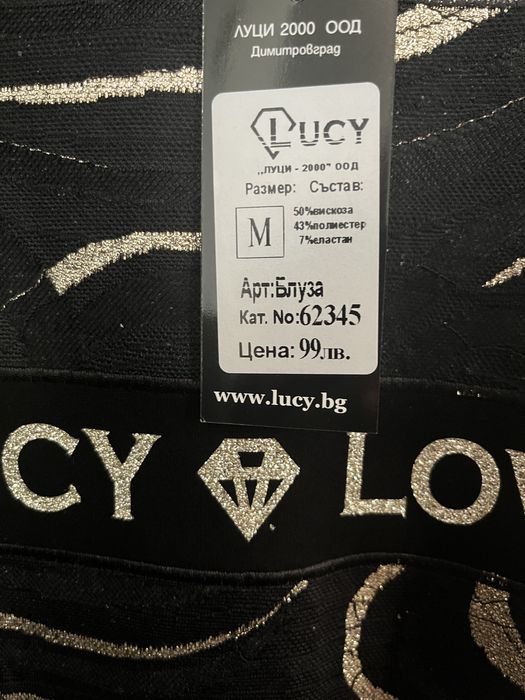 ЛУЦИ 2000 ООД
Димитровград
LUCY
„ЛУЦИ - 2000" ООД
Размер: Състав:
M
50%вискоза
43%полиестер
7%еластан
Арт:Блуза
Кат. No:62345
Цена: 99лв.
www.lucy.bg
CY LOV